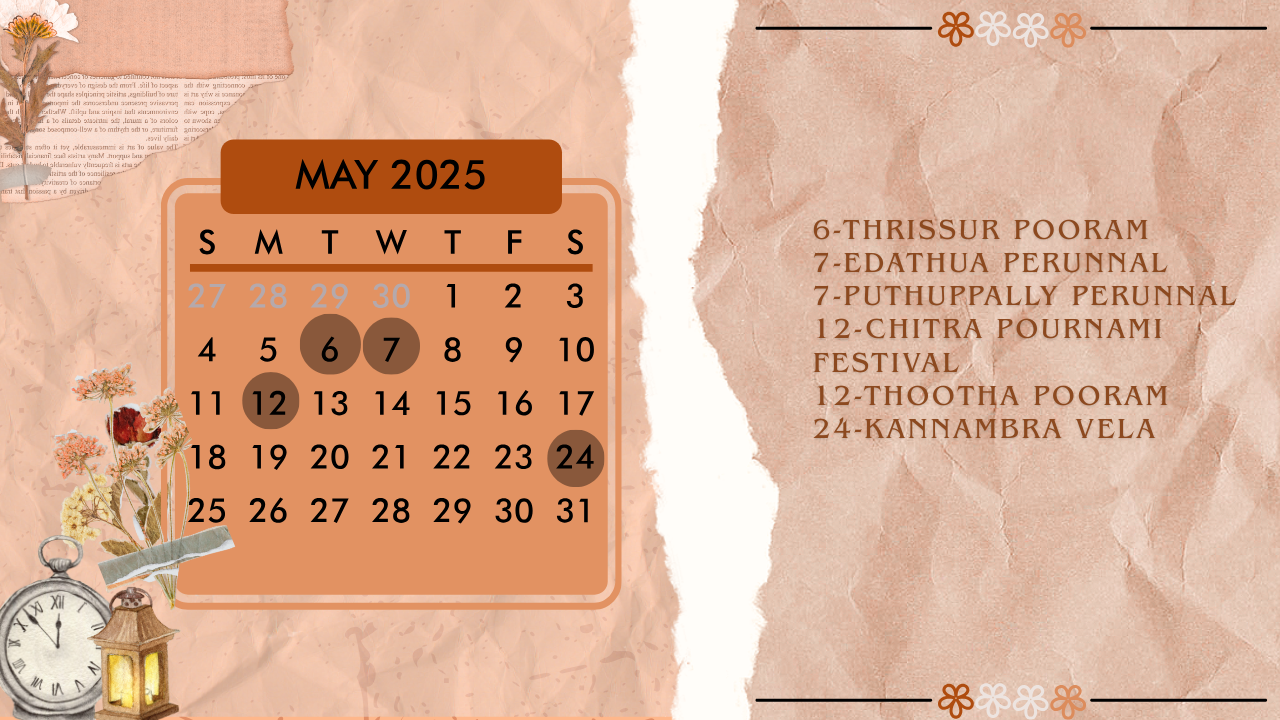 MAY 2025
S M T W T F S
27 28 29 30 1 2 3
4 5 6 7 8 9 10
11 12 13 14 15 16 17
18 19 20 21 22 23 24
25 26 27 28 29 30 31
6-THRISSUR POORAM
7-EDATHUA PERUNNAL
7-PUTHUPPALLY PERUNNAL
12-CHITRA POURNAMI
FESTIVAL
12-THOOTHA POORAM
24-KANNAMBRA VELA